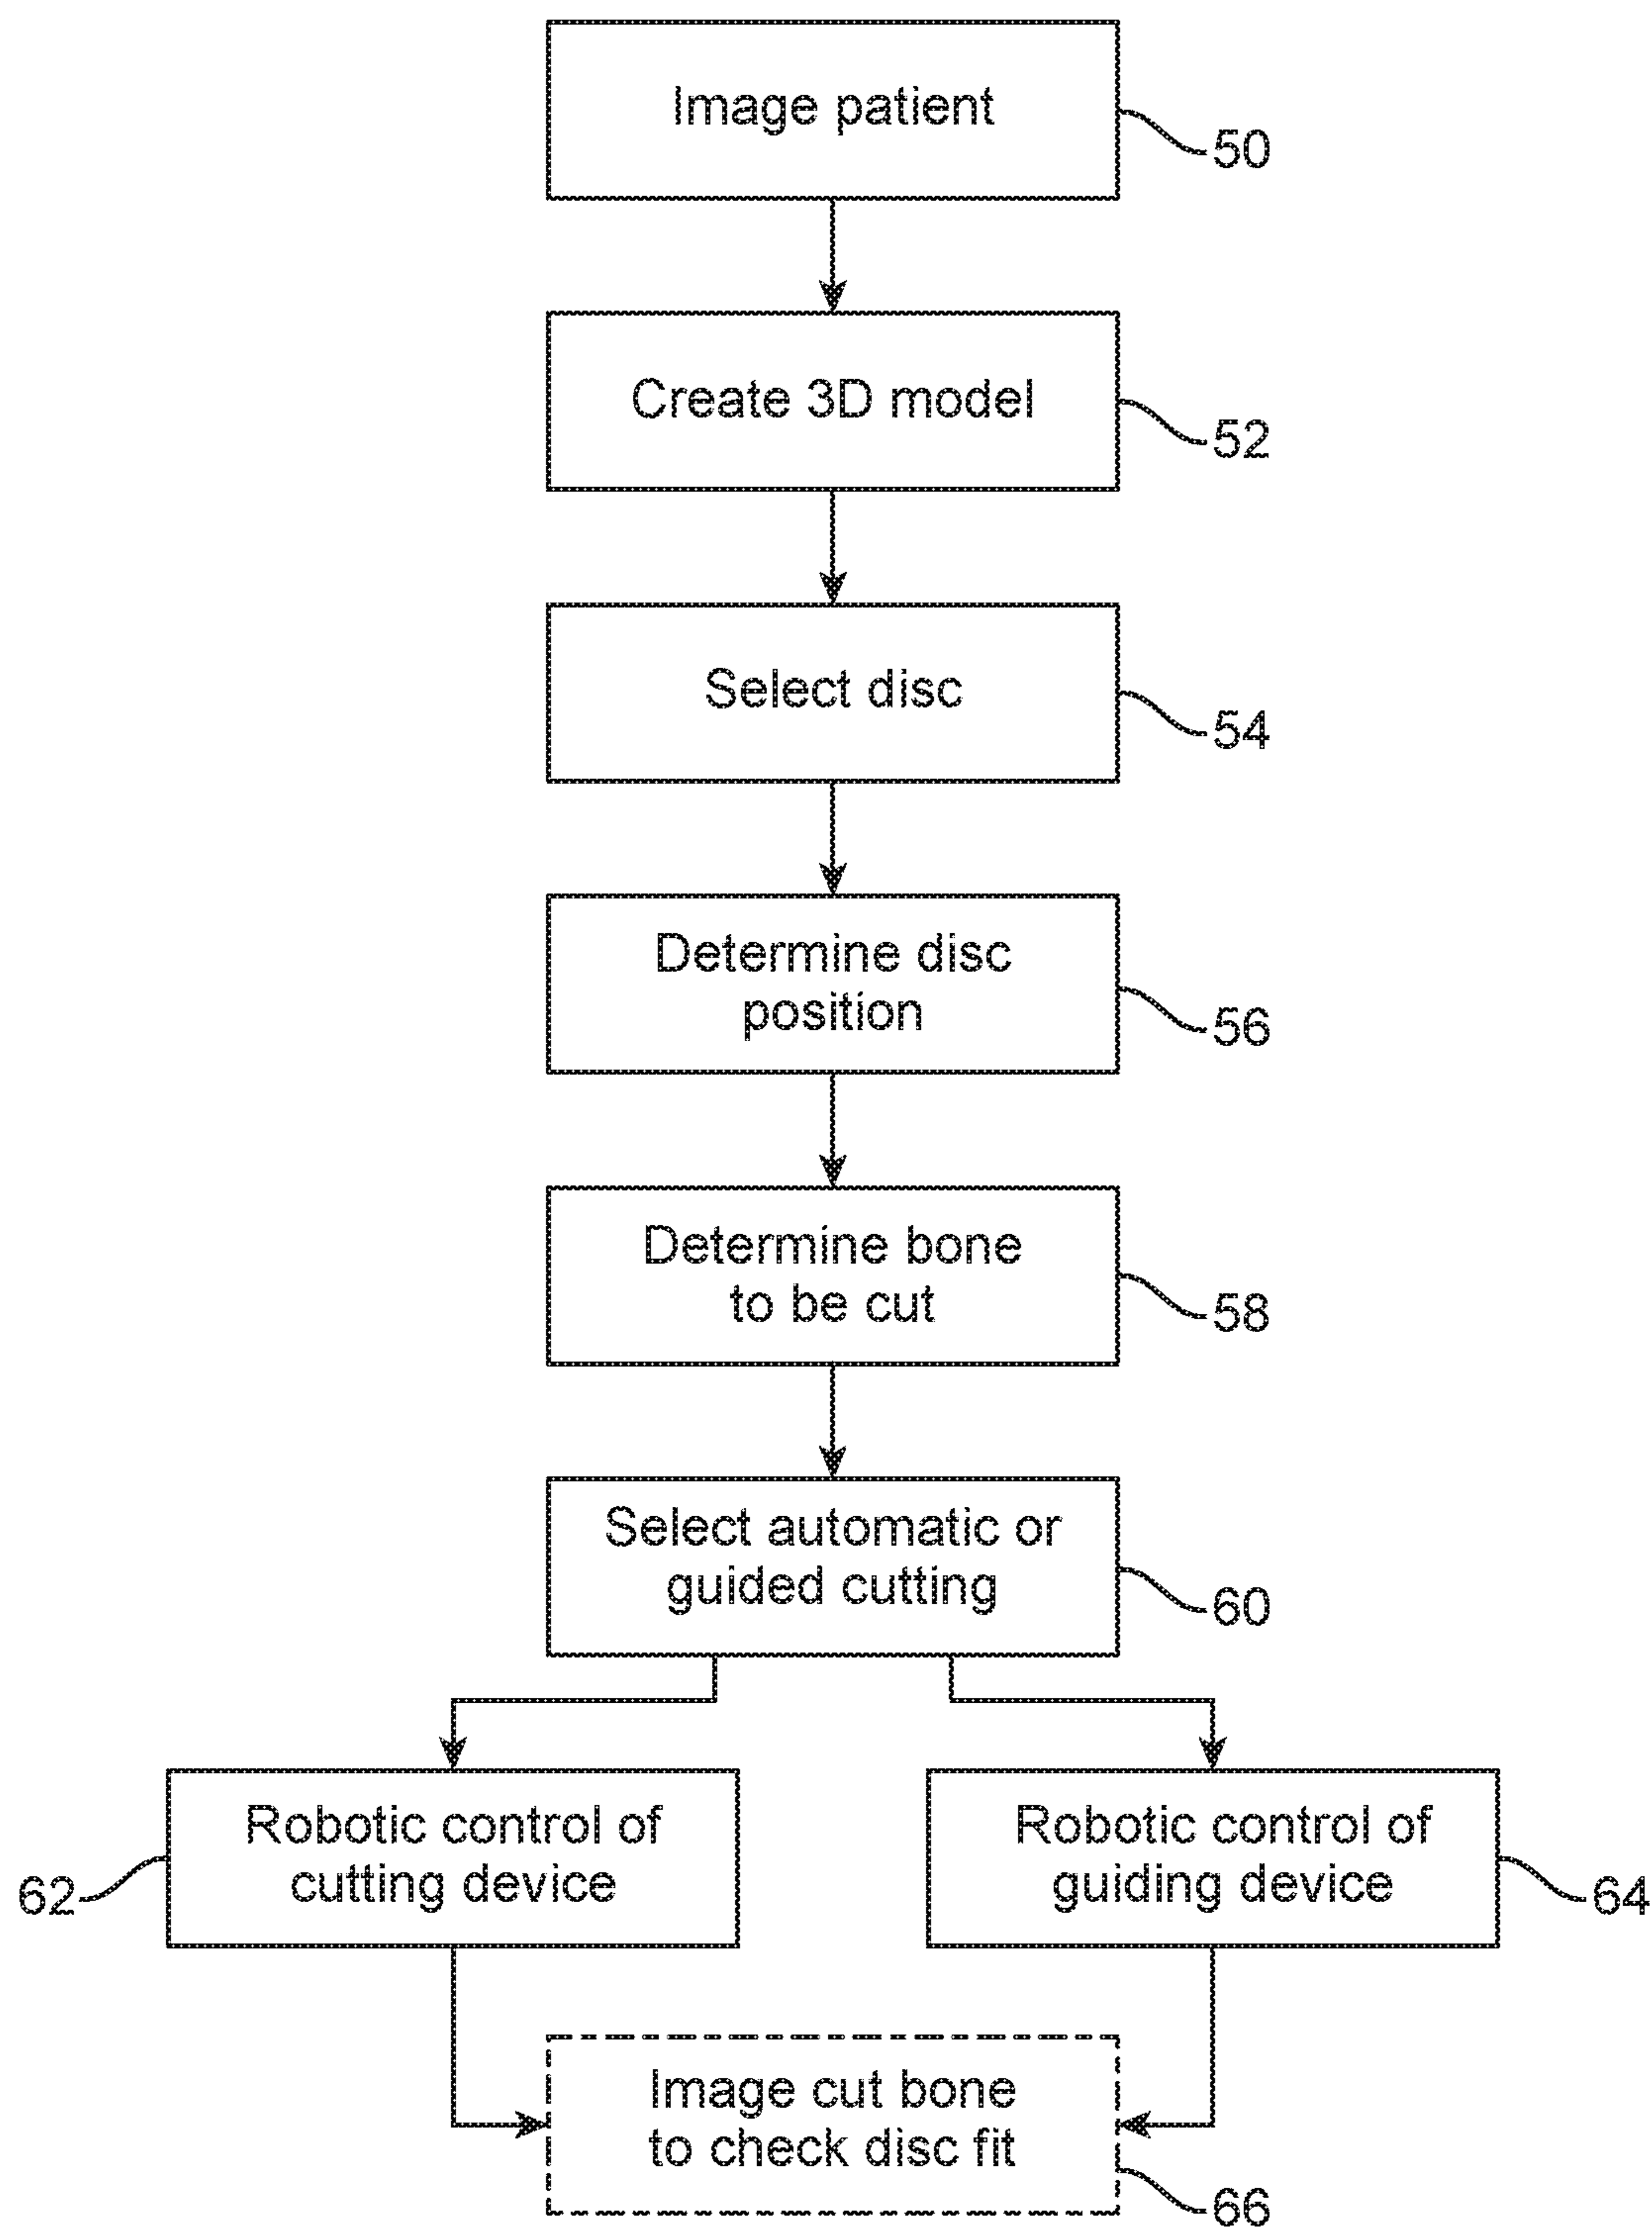 Image patient
50
Create 3D model
52
Select disc
54
Determine disc
position
56
Determine bone
to be cut
58
Select automatic or
guided cutting
60
Robotic control of
cutting device
62
Robotic control of
guiding device
64
Image cut bone
to check disc fit
66